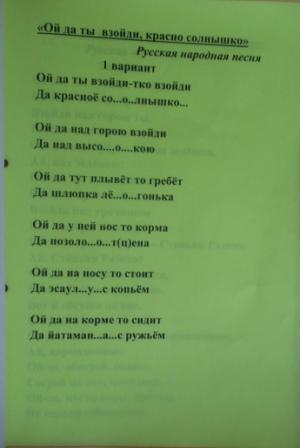 «Ой да ты взойди, красно солнышко»
Русская народная песня
1 вариант
Ой да ты взойди-тко взойди
Да красноё со...о...лнышко...
Ой да над горою взойди
Да над высо....о....кою
Ой да тут плывёт то гребёт
Да шлюпка лё...о...гонька
Ой да у ней нос то корма
Да позоло...о...т(ц)ена
Ой да на носу то стоит
Да эсаул...у...с копьём
Ой да на корме то сидит
Да йатаман...а...с ружьём